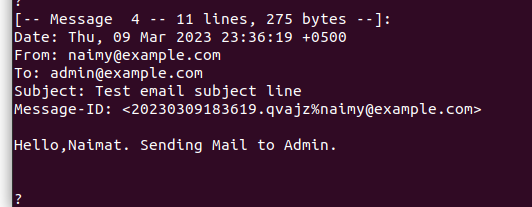 ?
[-- Message  4 -- 11 lines, 275 bytes --]:
Date: Thu, 09 Mar 2023 23:36:19 +0500
From: naimy@example.com
To: admin@example.com
Subject: Test email subject line
Message-ID: <20230309183619.qvajz%naimy@example.com>
Hello,Naimat. Sending Mail to Admin.
?